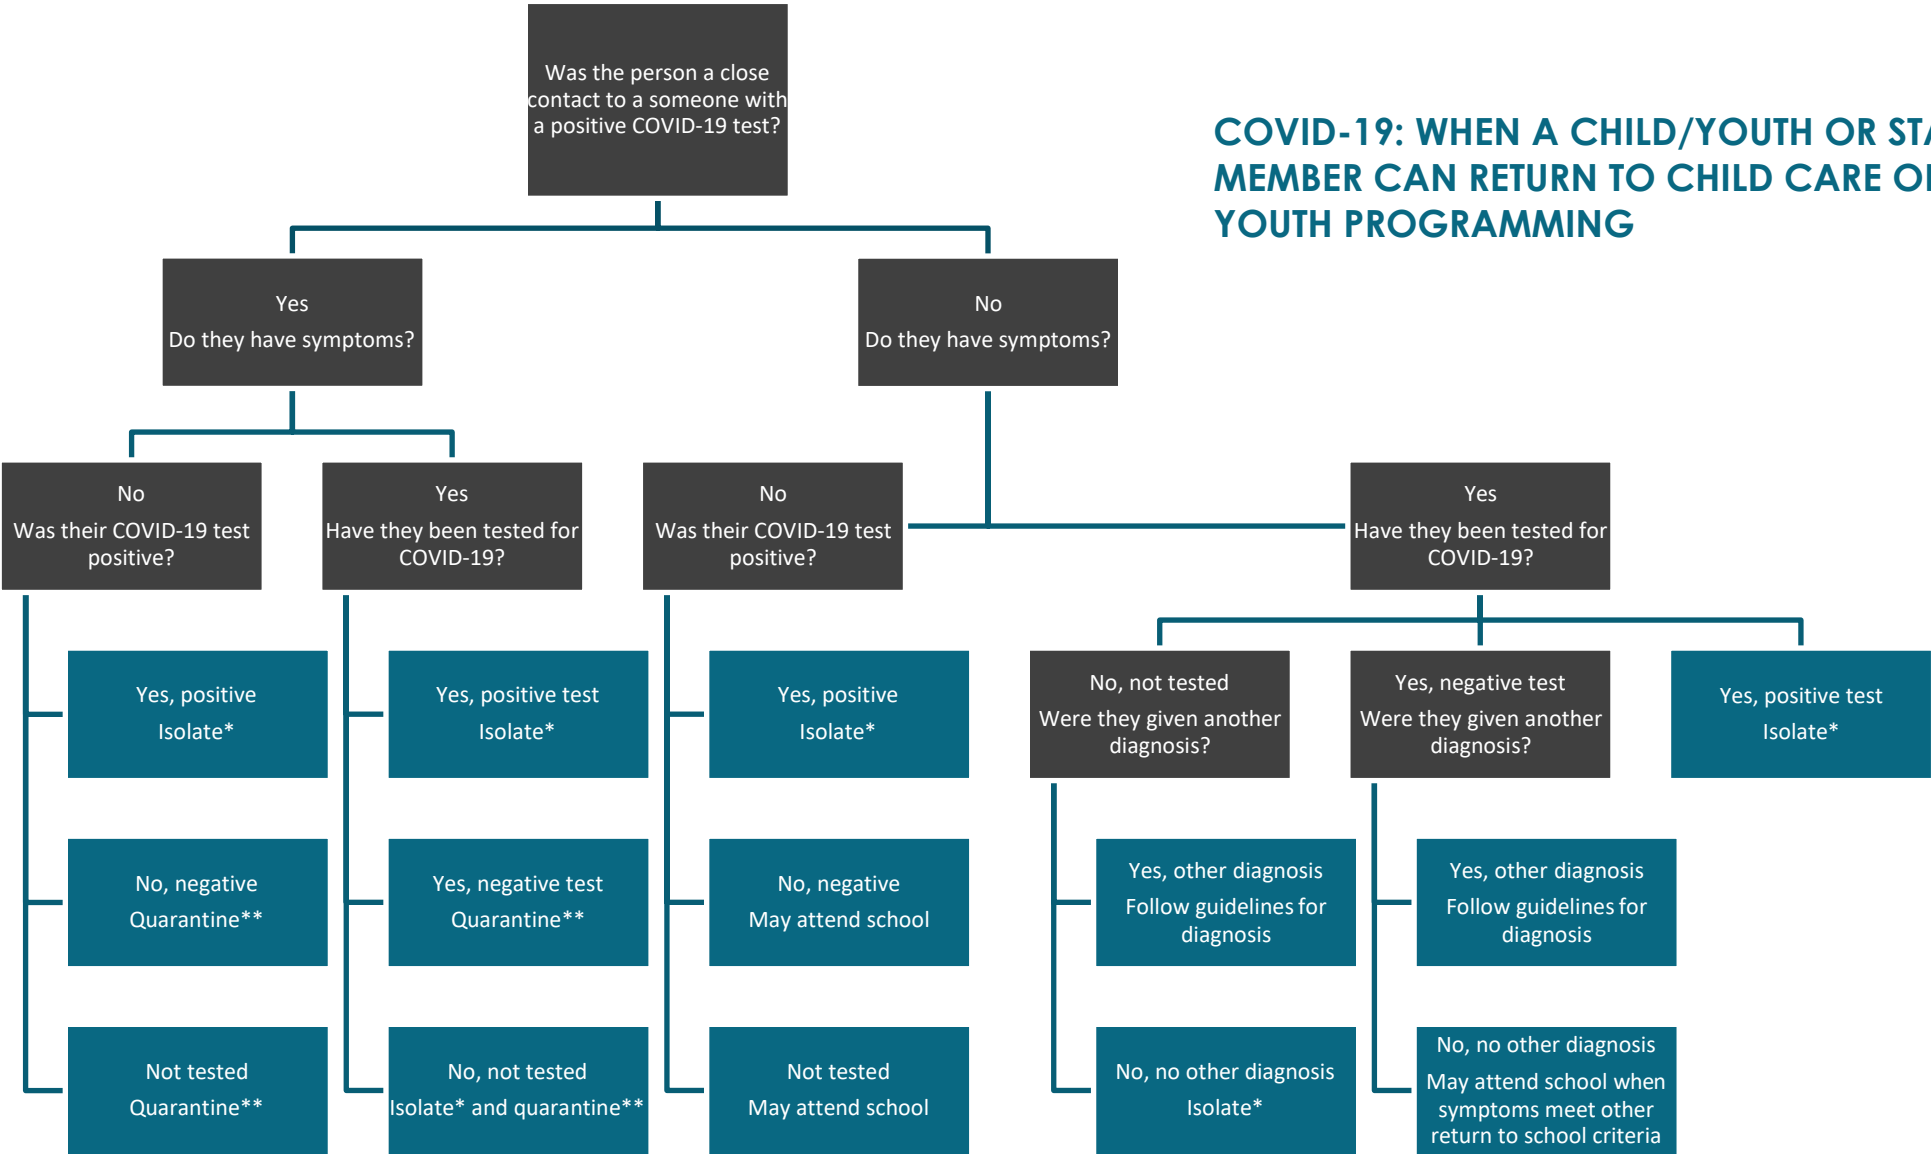 Was the person a close
contact to a someone with
a positive COVID-19 test?
COVID-19: WHEN A CHILD/YOUTH OR
MEMBER CAN RETURN TO CHILD CARE
YOUTH PROGRAMMING
Yes
Do they have symptoms?
No
Do they have symptoms?
No
Was their COVID-19 test
positive?
Yes
Have they been tested for
COVID-19?
No
Was their COVID-19 test
positive?
Yes
Have they been tested for
COVID-19?
Yes, positive
Isolate*
Yes, positive test
Isolate*
Yes, positive
Isolate*
No, not tested
Were they given another
diagnosis?
Yes, negative test
Were they given another
diagnosis?
Yes, positive test
Isolate*
No, negative
Quarantine**
Yes, negative test
Quarantine**
No, negative
May attend school
Yes, other diagnosis
Follow guidelines for
diagnosis
Yes, other diagnosis
Follow guidelines for
diagnosis
Not tested
Quarantine**
No, not tested
Isolate* and quarantine**
Not tested
May attend school
No, no other diagnosis
Isolate*
No, no other diagnosis
May attend school when
symptoms meet other
return to school criteria